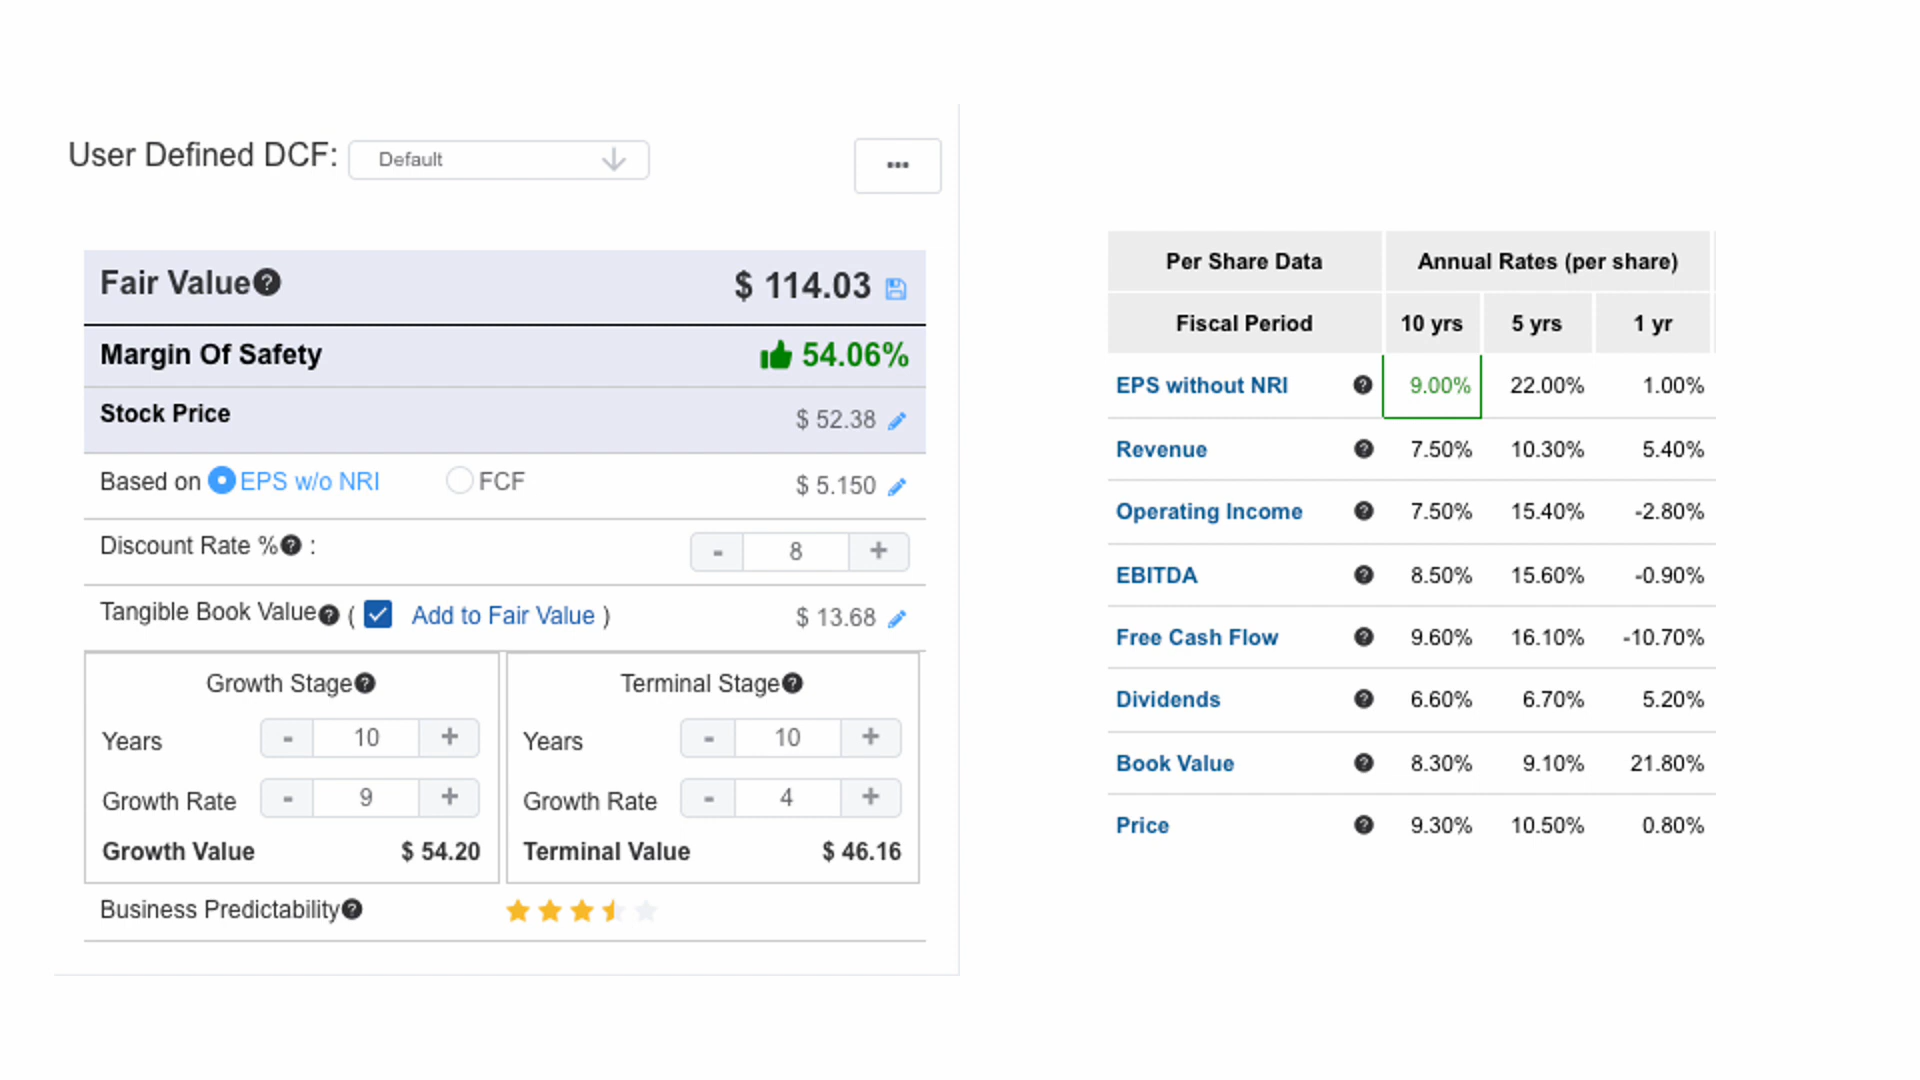 User Defined DCF: Default ...
Fair Value $ 114.03
Margin Of Safety 54.06%
Stock Price $ 52.38
Based on EPS w/o NRI FCF $ 5.150
Discount Rate % : - 8 +
Tangible Book Value ( Add to Fair Value ) $ 13.68
Growth Stage
Years - 10 +
Growth Rate - 9 +
Growth Value $ 54.20
Terminal Stage
Years - 10 +
Growth Rate - 4 +
Terminal Value $ 46.16
Business Predictability
Per Share Data Annual Rates (per share)
Fiscal Period 10 yrs 5 yrs 1 yr
EPS without NRI 9.00% 22.00% 1.00%
Revenue 7.50% 10.30% 5.40%
Operating Income 7.50% 15.40% -2.80%
EBITDA 8.50% 15.60% -0.90%
Free Cash Flow 9.60% 16.10% -10.70%
Dividends 6.60% 6.70% 5.20%
Book Value 8.30% 9.10% 21.80%
Price 9.30% 10.50% 0.80%